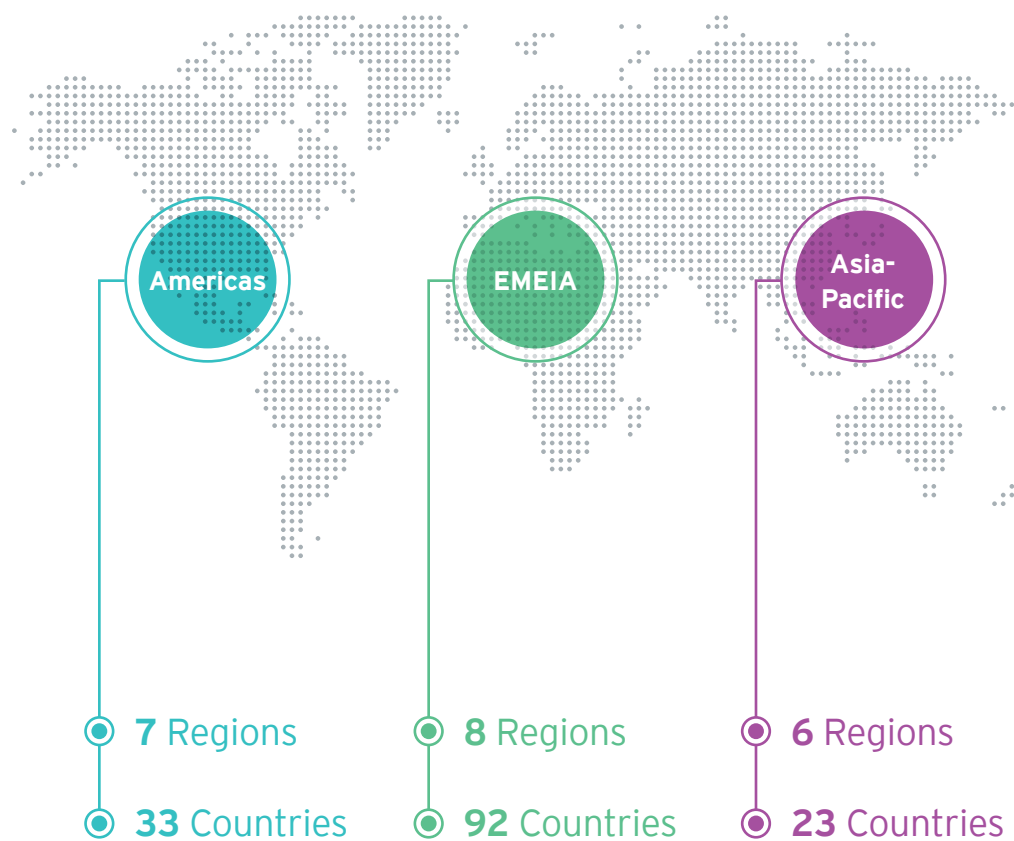 Americas
EMEIA
Asia-
Pacific
7 Regions
8 Regions
6 Regions
33 Countries
92 Countries
23 Countries